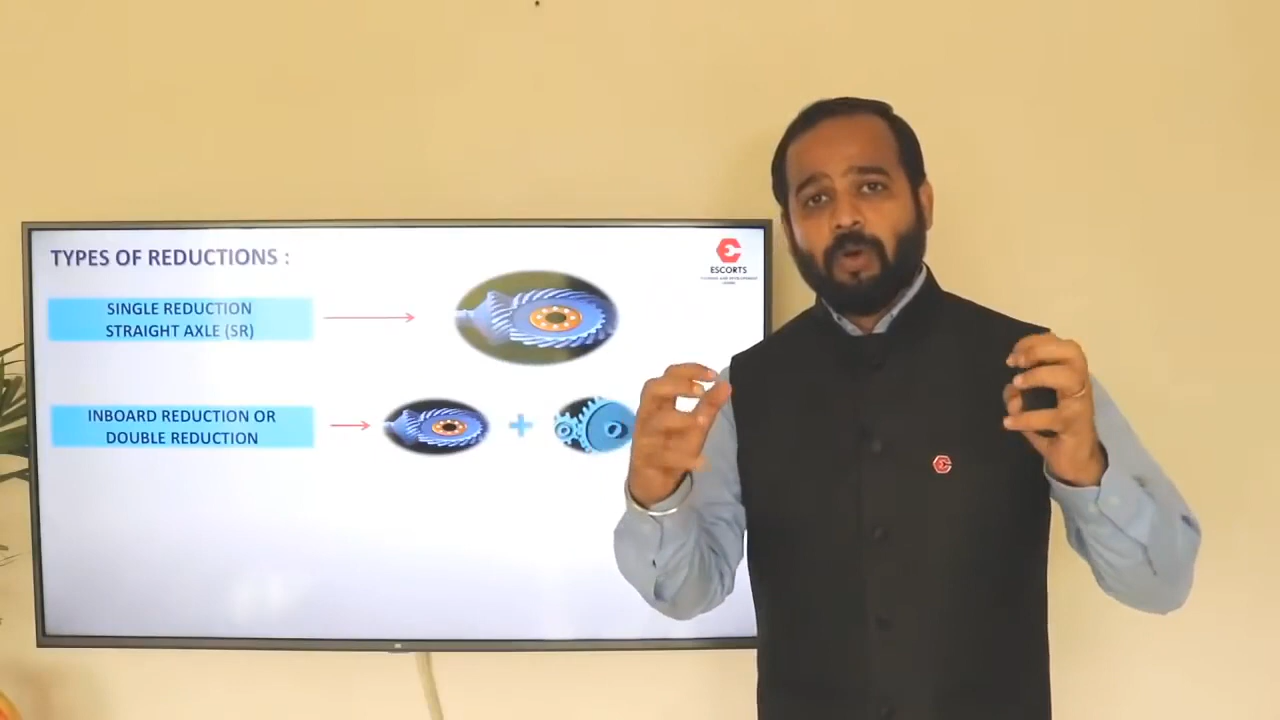 TYPES OF REDUCTIONS :
ESCORTS
SINGLE REDUCTION
STRAIGHT AXLE (SR)
INBOARD REDUCTION OR
DOUBLE REDUCTION